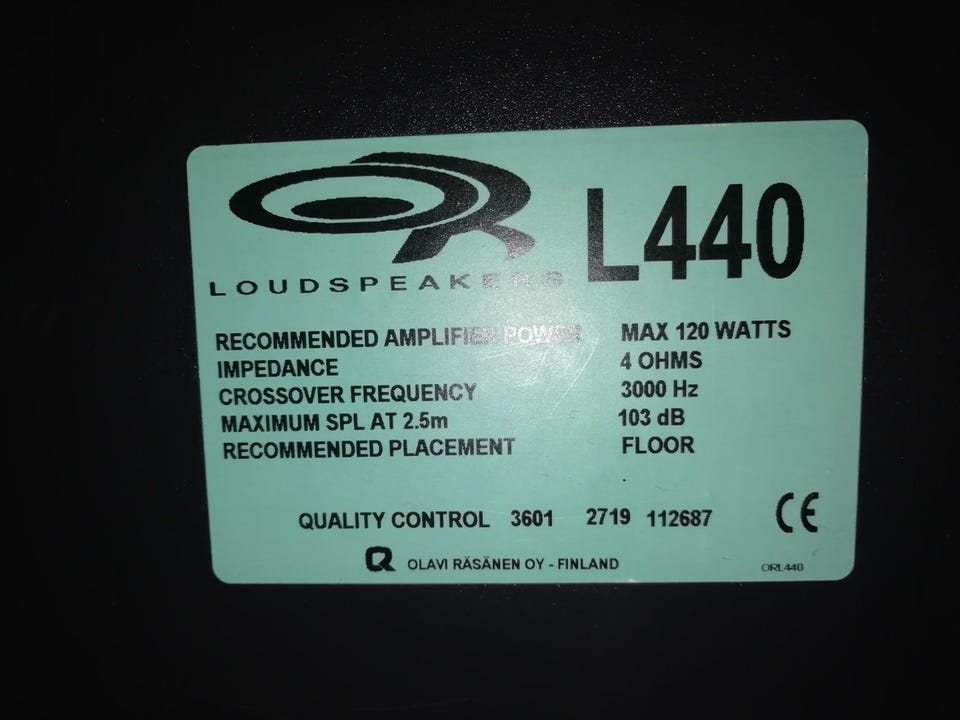 OR
LOUDSPEAKERS
L440
RECOMMENDED AMPLIFIER POWER MAX 120 WATTS
IMPEDANCE 4 OHMS
CROSSOVER FREQUENCY 3000 Hz
MAXIMUM SPL AT 2.5m 103 dB
RECOMMENDED PLACEMENT FLOOR
QUALITY CONTROL 3601 2719 112687 CE
OLAVI RÄSÄNEN OY - FINLAND ORL440